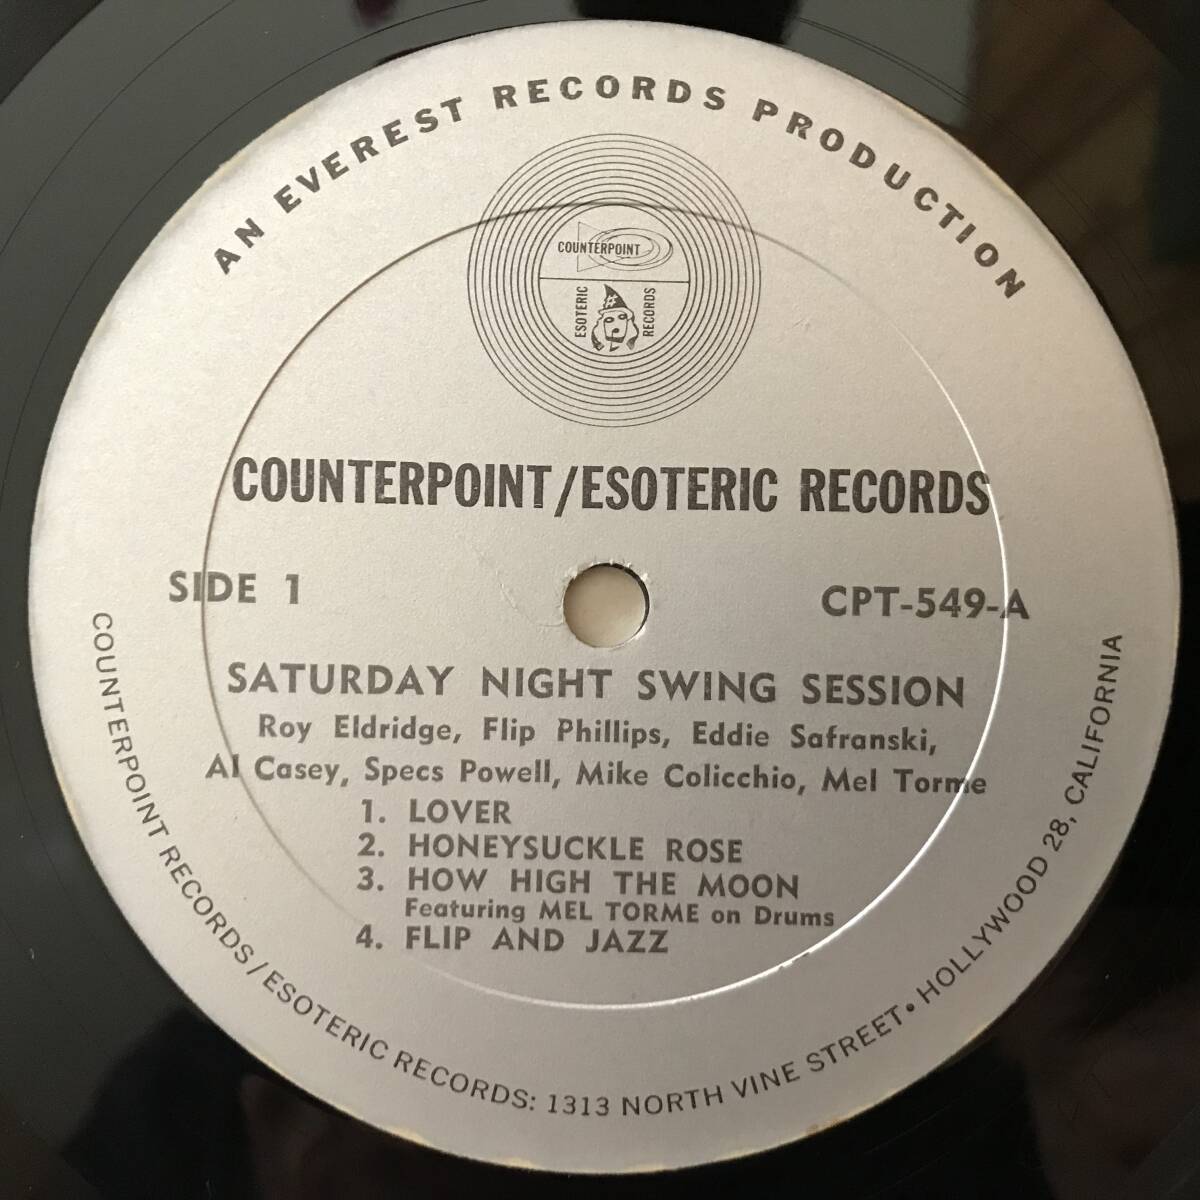 AN EVEREST RECORDS PRODUCTION
COUNTERPOINT
ESOTERIC
RECORDS
COUNTERPOINT/ESOTERIC RECORDS
SIDE 1
CPT-549-A
SATURDAY NIGHT SWING SESSION
Roy Eldridge, Flip Phillips, Eddie Safranski,
Al Casey, Specs Powell, Mike Colicchio, Mel Torme
1. LOVER
2. HONEYSUCKLE ROSE
3. HOW HIGH THE MOON
Featuring MEL TORME on Drums
4. FLIP AND JAZZ
COUNTERPOINT RECORDS/ESOTERIC RECORDS: 1313 NORTH VINE STREET • HOLLYWOOD 28, CALIFORNIA